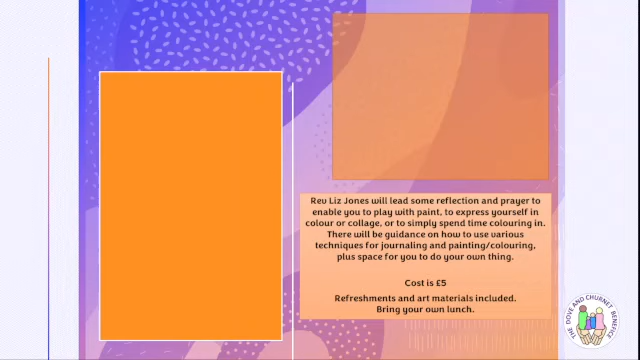 Rev Liz Jones will lead some reflection and prayer to
enable you to play with paint, to express yourself in
colour or collage, or to simply spend time colouring in.
There will be guidance on how to use various
techniques for journaling and painting/colouring,
plus space for you to do your own thing.
Cost is £5
Refreshments and art materials included.
Bring your own lunch.
THE DOVE AND CHURNET BENEFICE